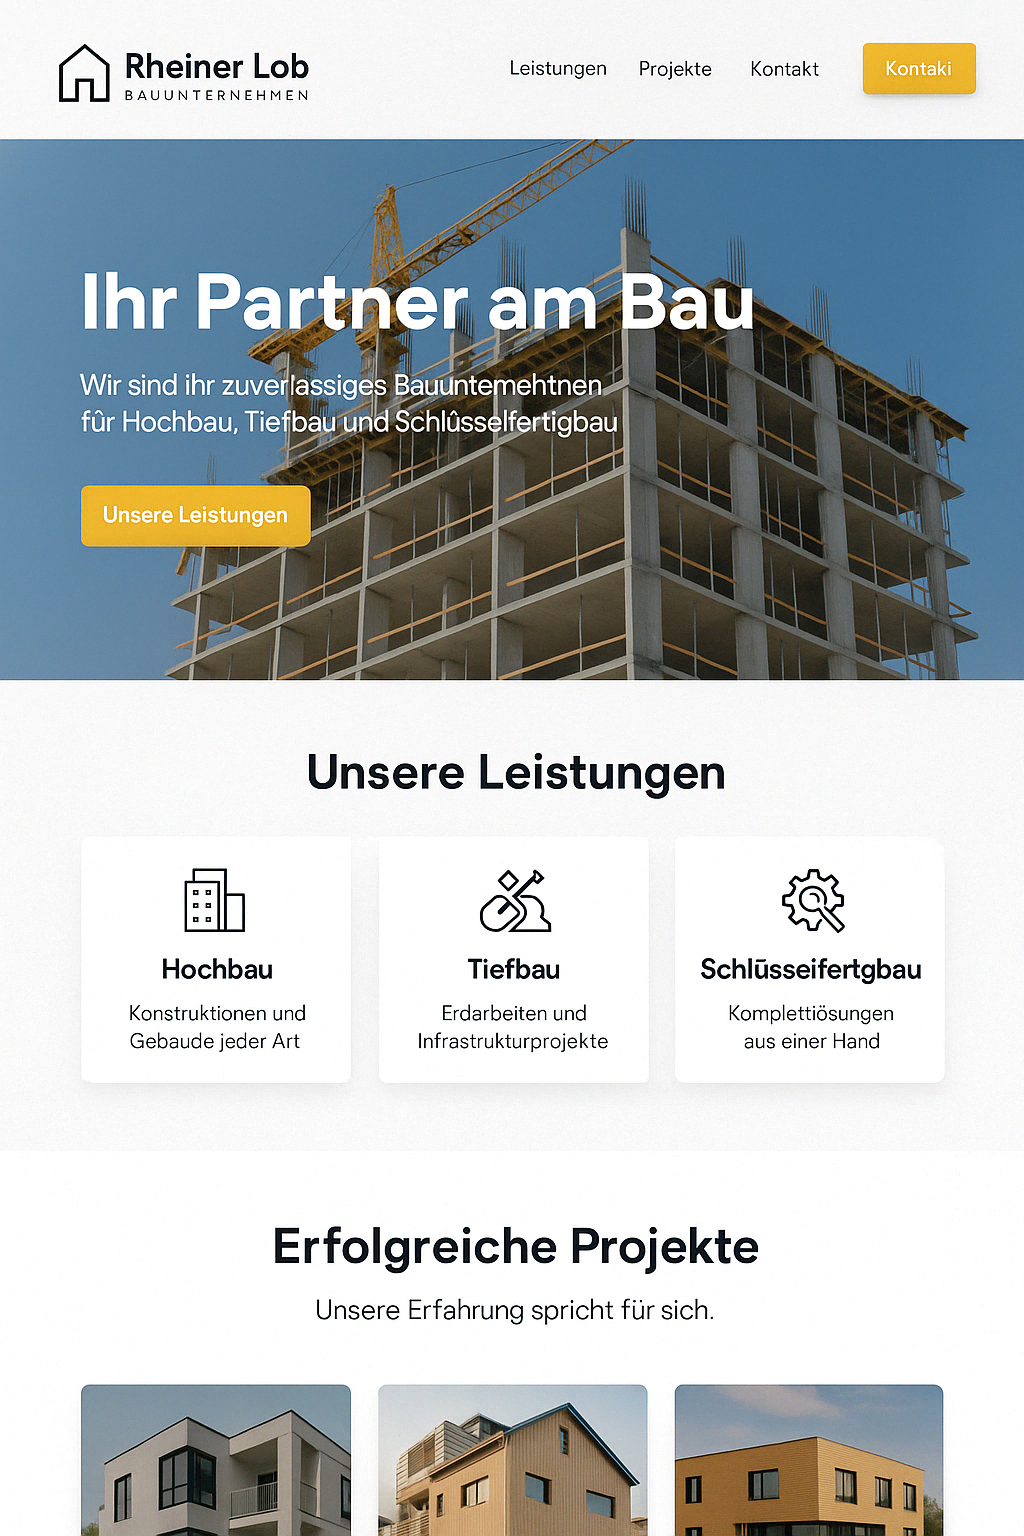 Rheiner Lob
BAUUNTERNEHMEN
Leistungen
Projekte
Kontakt
Kontaki
Ihr Partner am Bau
Wir sind ihr zuverlassiges Bauuntemehtnen
fûr Hochbau, Tiefbau und Schlûsselfertigbau
Unsere Leistungen
Unsere Leistungen
Hochbau
Konstruktionen und
Gebaude jeder Art
Tiefbau
Erdarbeiten und
Infrastrukturprojekte
Schlūsseifertgbau
Komplettiösungen
aus einer Hand
Erfolgreiche Projekte
Unsere Erfahrung spricht für sich.